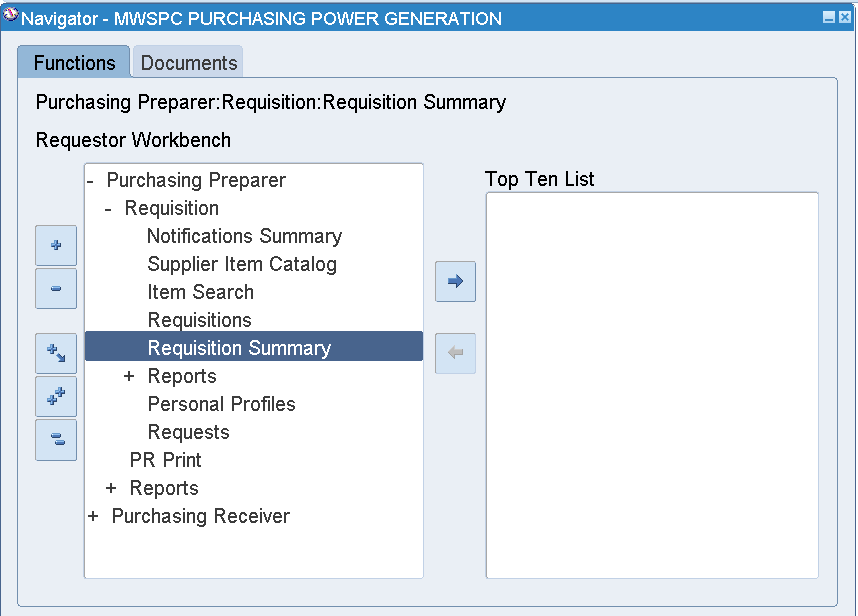 Navigator - MWSPC PURCHASING POWER GENERATION
Functions
Documents
Purchasing Preparer:Requisition:Requisition Summary
Requestor Workbench
- Purchasing Preparer
- Requisition
Notifications Summary
Supplier Item Catalog
Item Search
Requisitions
Requisition Summary
+ Reports
Personal Profiles
Requests
PR Print
+ Reports
+ Purchasing Receiver
Top Ten List